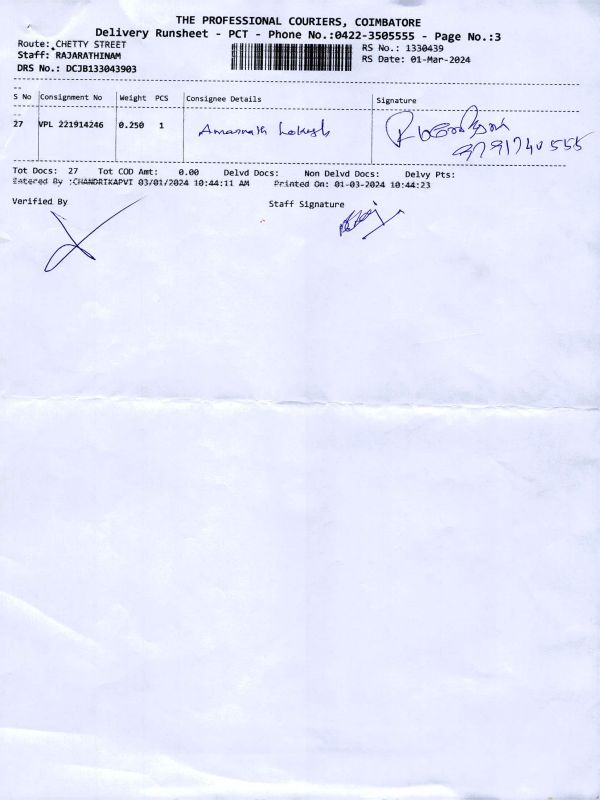 THE PROFESSIONAL COURIERS, COIMBATORE
Delivery Runsheet - PCT - Phone No.:0422-3505555 - Page No.:3
Route: CHETTY STREET
RS No.: 1330439
Staff: RAJARATHINAM
RS Date: 01-Mar-2024
DRS No.: DCJB133043903
S No Consignment No Weight PCS Consignee Details Signature
27 VPL 221914246 0.250 1 Amarnath Lokesh
Tot Docs: 27 Tot COD Amt: 0.00 Delvd Docs: Non Delvd Docs: Delvy Pts:
Entered By :CHANDRIKAPVI 03/01/2024 10:44:11 AM Printed On: 01-03-2024 10:44:23
Verified By Staff Signature